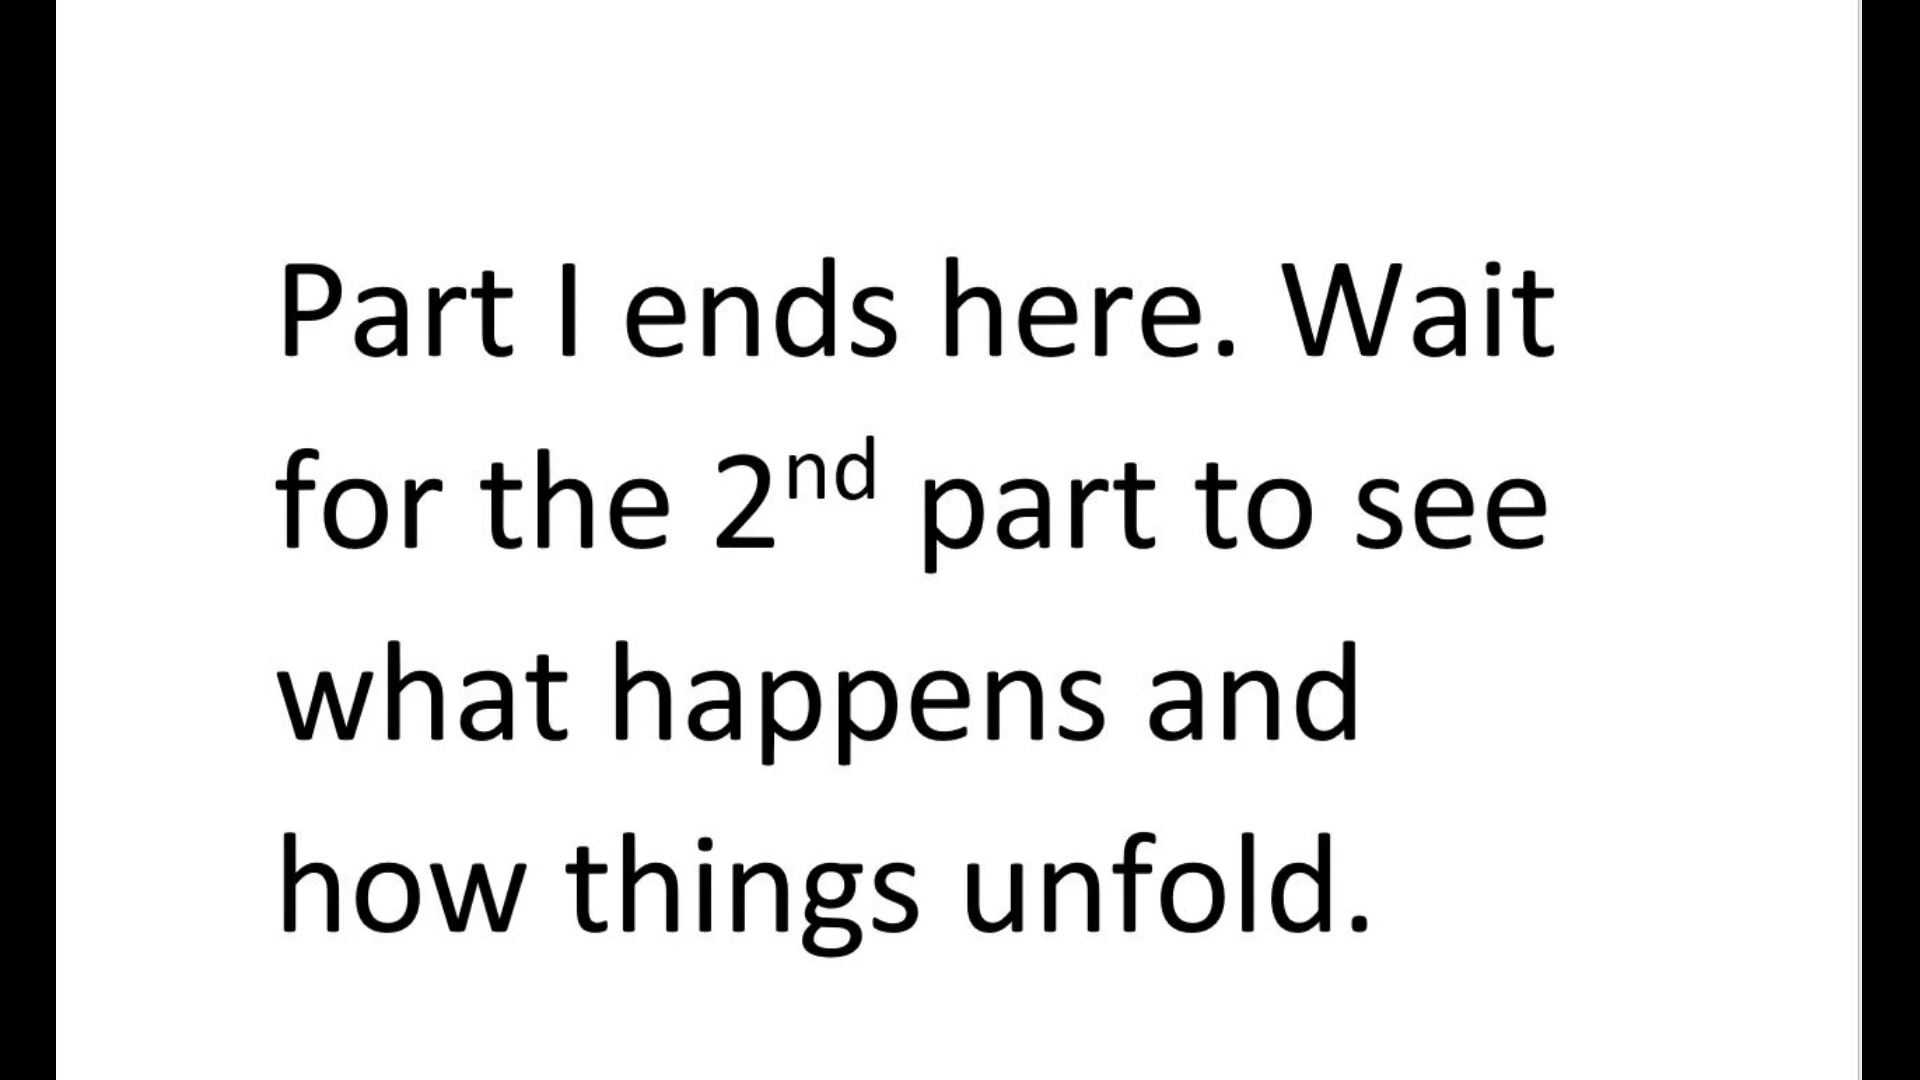 Part I ends here. Wait
for the 2nd part to see
what happens and
how things unfold.